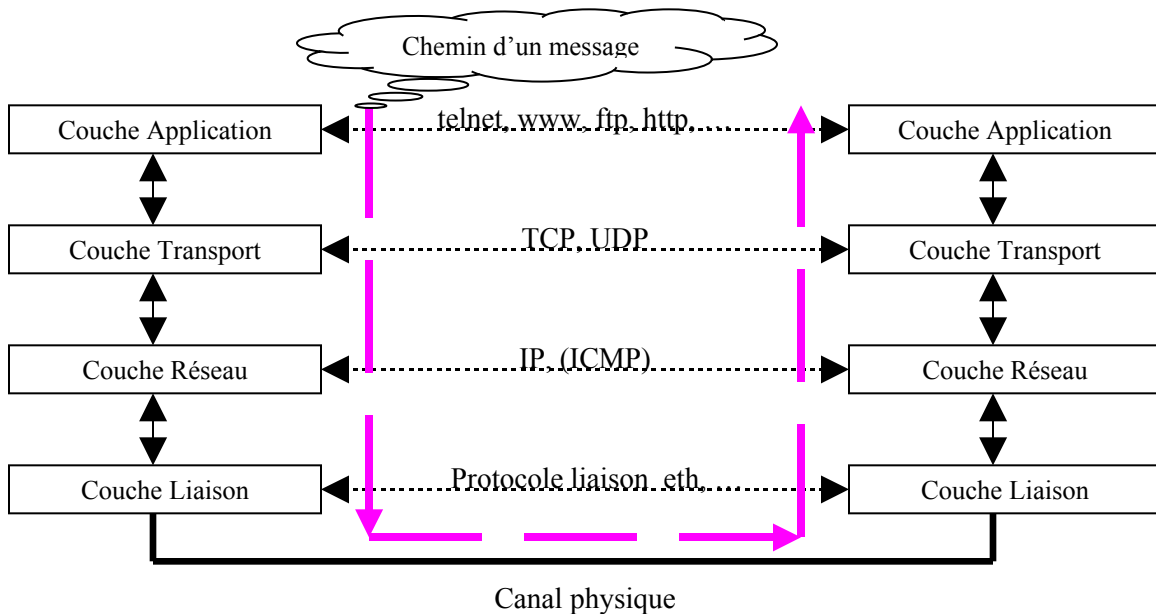 Chemin d’un message
Couche Application telnet, www, ftp, http, … Couche Application
Couche Transport TCP, UDP Couche Transport
Couche Réseau IP, (ICMP) Couche Réseau
Couche Liaison Protocole liaison eth, … Couche Liaison
Canal physique